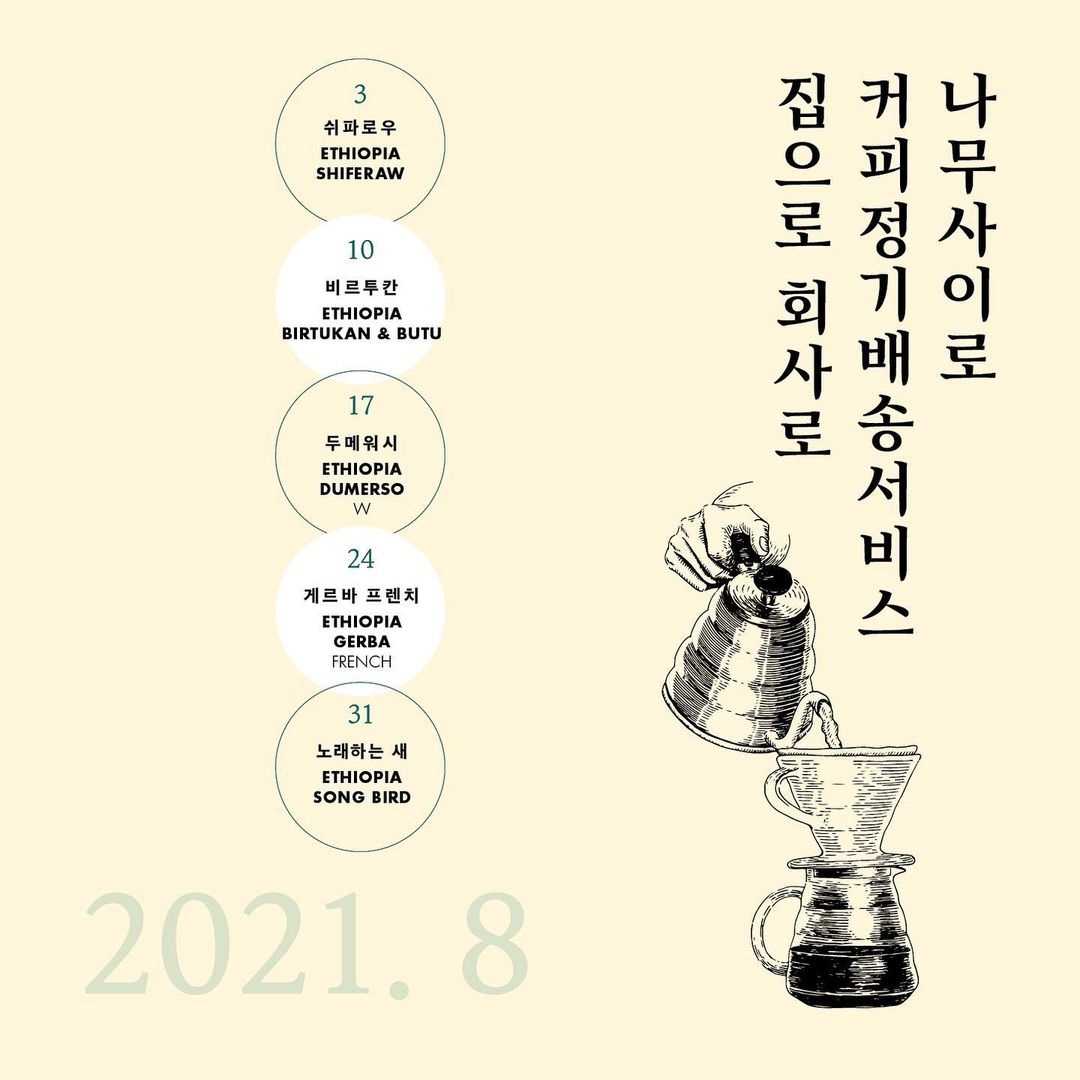 나무사이로
커피정기배송서비스
집으로 회사로
3
쉬파로우
ETHIOPIA
SHIFERAW
10
비르투칸
ETHIOPIA
BIRTUKAN & BUTU
17
두메워시
ETHIOPIA
DUMERSO
W
24
게르바 프렌치
ETHIOPIA
GERBA
FRENCH
31
노래하는 새
ETHIOPIA
SONG BIRD
2021. 8